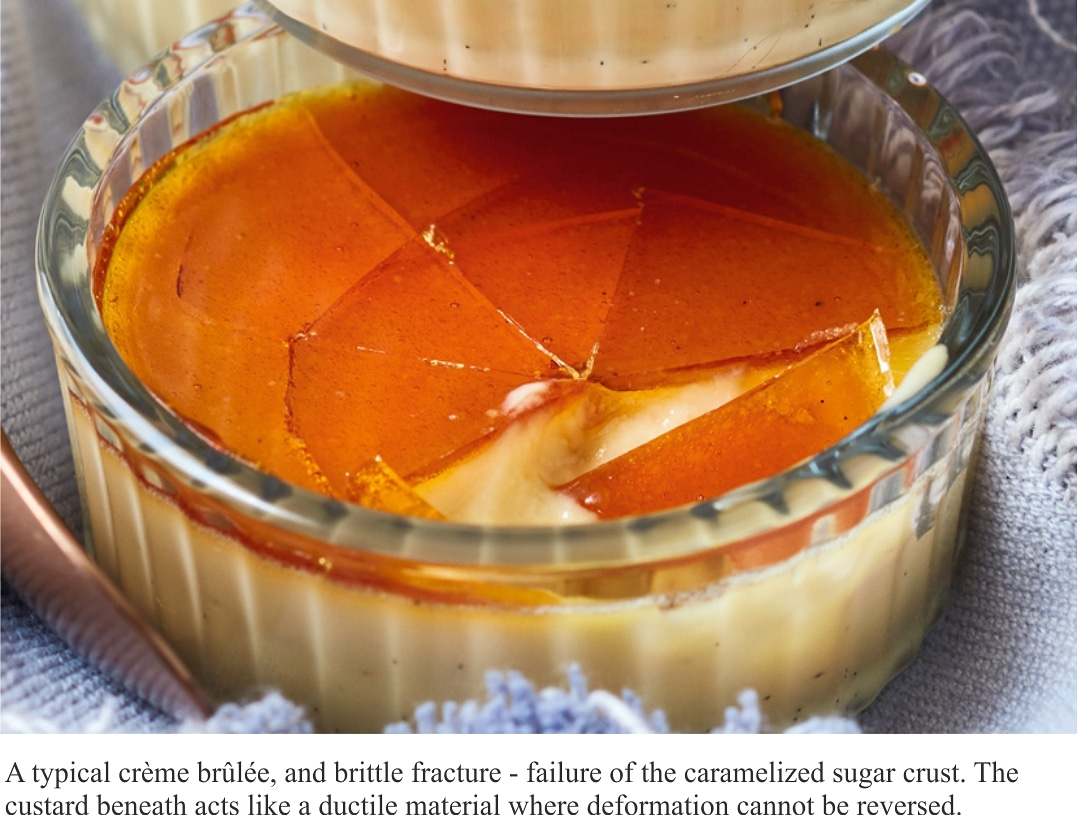 A typical crème brûlée, and brittle fracture - failure of the caramelized sugar crust. The
custard beneath acts like a ductile material where deformation cannot be reversed.